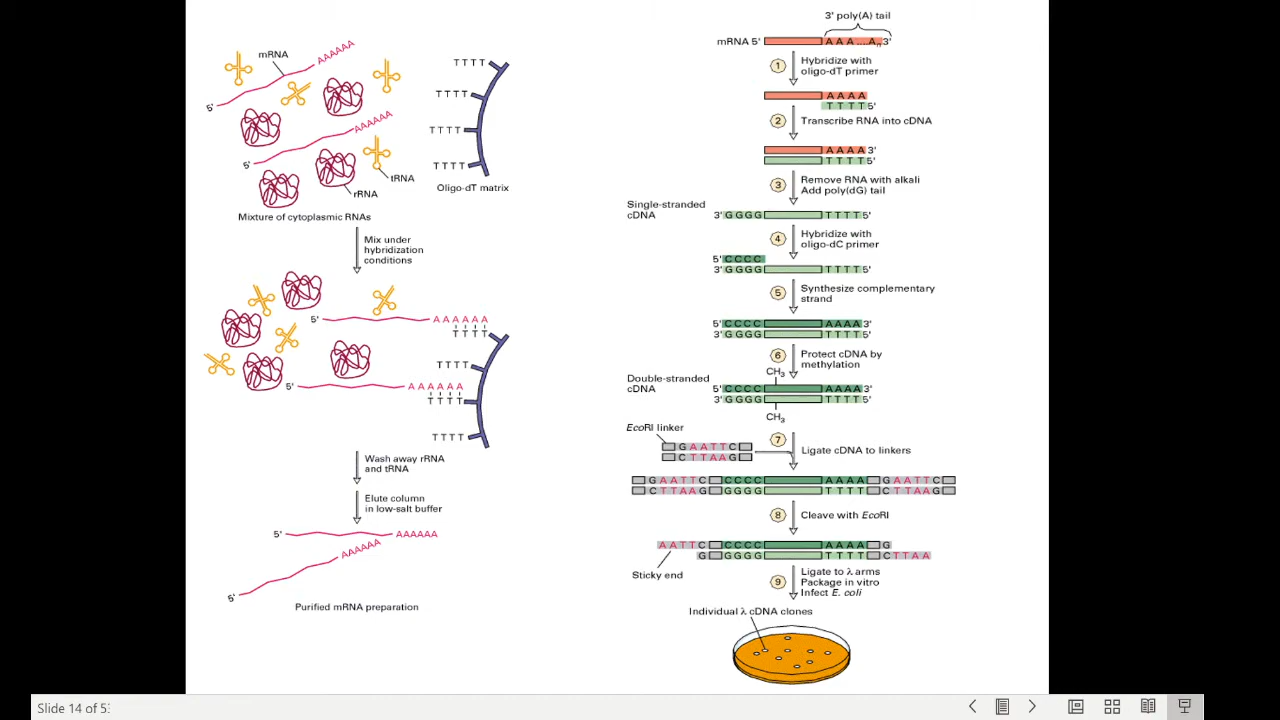 mRNA
AAAAAA
5'
AAAAAA
5'
tRNA
rRNA
Mixture of cytoplasmic RNAs
TTTT
TTTT
TTTT
TTTT
Oligo-dT matrix
Mix under
hybridization
conditions
5'
AAAAAA
TTTT
TTTT
5'
AAAAAA
TTTT
TTTT
Wash away rRNA
and tRNA
Elute column
in low-salt buffer
5'
AAAAAA
AAAAAA
5'
Purified mRNA preparation
3' poly(A) tail
mRNA 5'
AAA....Aₙ3'
1
Hybridize with
oligo-dT primer
AAAA
TTTT5'
2
Transcribe RNA into cDNA
AAAA3'
TTTT5'
3
Remove RNA with alkali
Add poly(dG) tail
Single-stranded
cDNA
3'GGGG TTTT5'
4
Hybridize with
oligo-dC primer
5'CCCC
3'GGGG TTTT5'
5
Synthesize complementary
strand
5'CCCC AAAA3'
3'GGGG TTTT5'
6
Protect cDNA by
methylation
CH₃
Double-stranded
cDNA
5'CCCC AAAA3'
3'GGGG TTTT5'
CH₃
EcoRI linker
GAATTC
CTTAAG
7
Ligate cDNA to linkers
GAATTC CCCC AAAA GAATTC
CTTAAG GGGG TTTT CTTAAG
8
Cleave with EcoRI
AATTC CCCC AAAA G
G GGGG TTTT CTTAA
Sticky end
9
Ligate to λ arms
Package in vitro
Infect E. coli
Individual λ cDNA clones
Slide 14 of